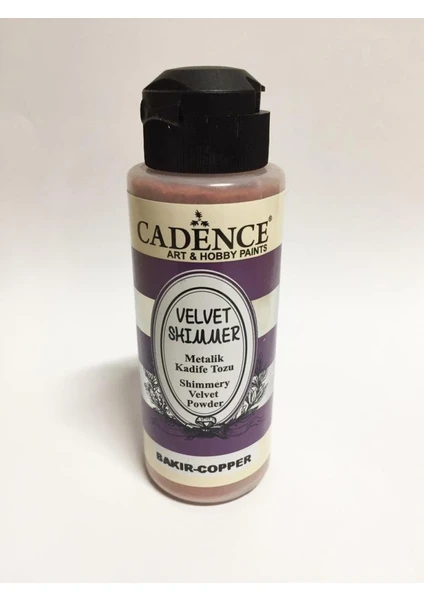 CADENCE®
ART & HOBBY PAINTS
VELVET
SHIMMER
Metalik
Kadife Tozu
Shimmery
Velvet
Powder
BAKIR-COPPER